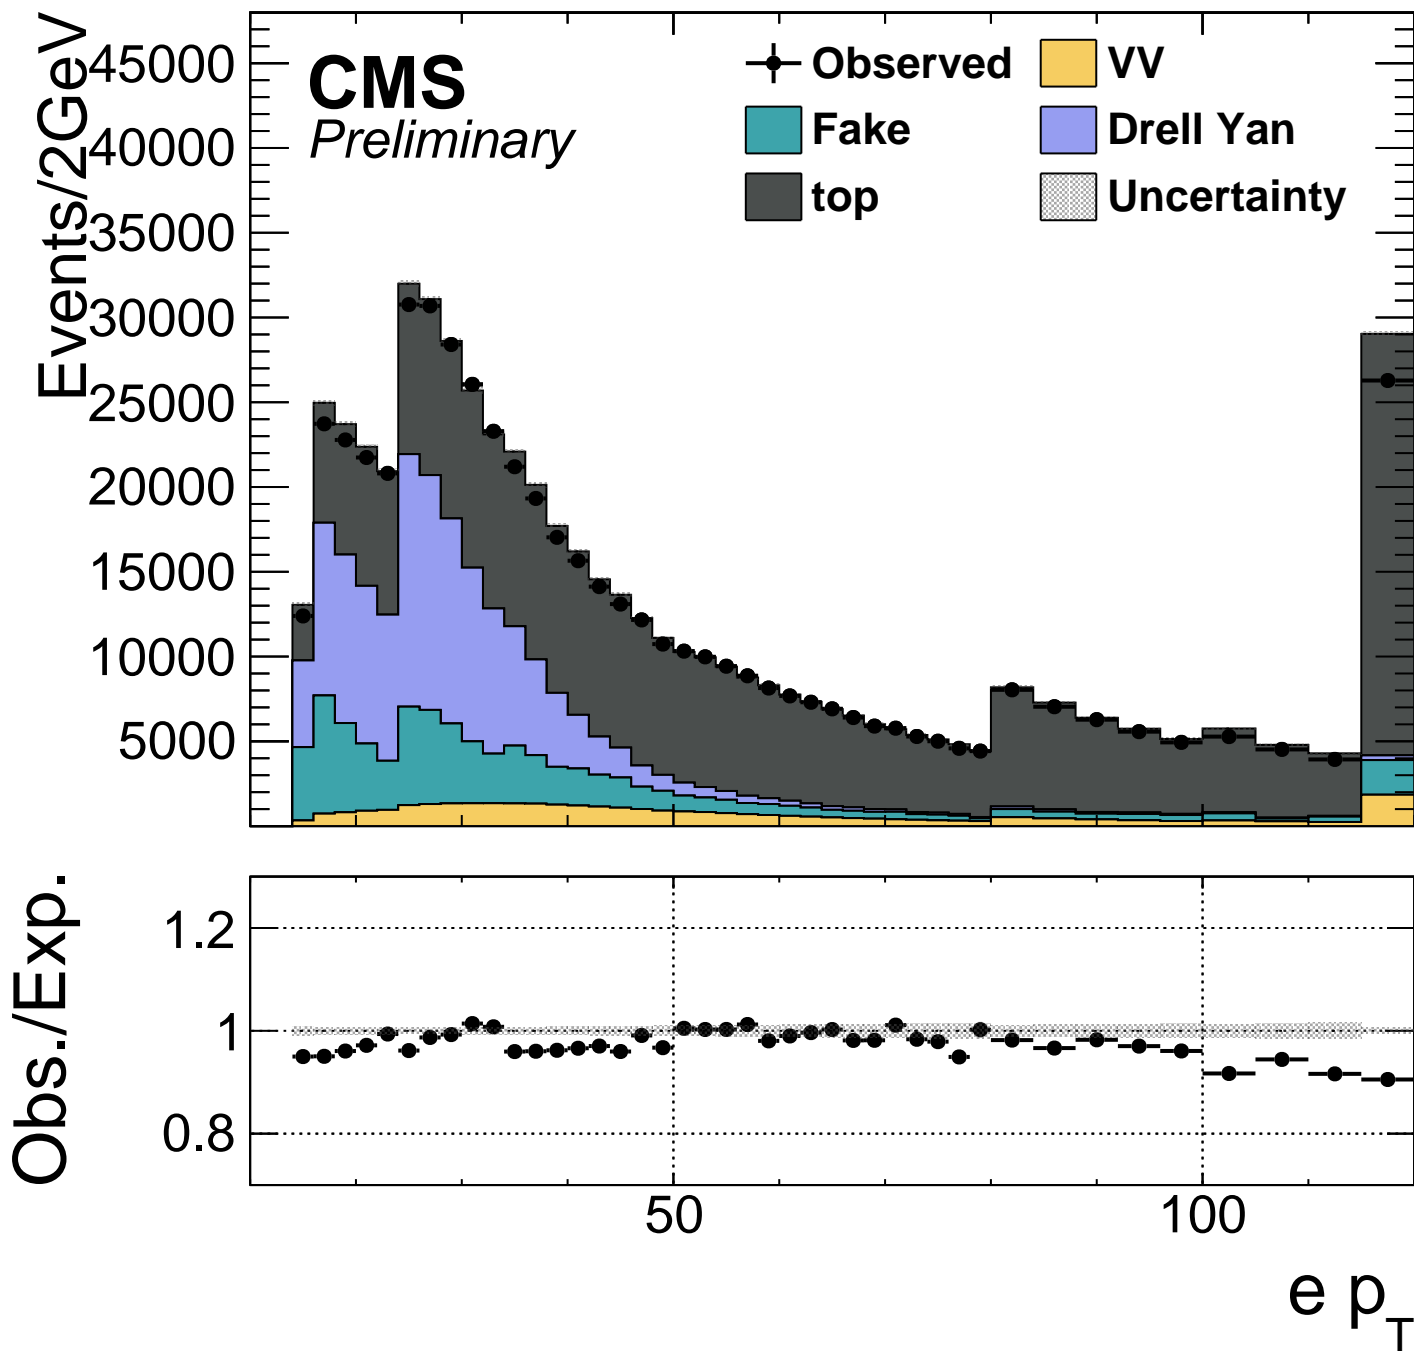 Events/2GeV
45000
40000
35000
30000
25000
20000
15000
10000
5000
CMS
Preliminary
Observed
VV
Fake
Drell Yan
top
Uncertainty
Obs./Exp.
1.2
1
0.8
50
100
e p_T